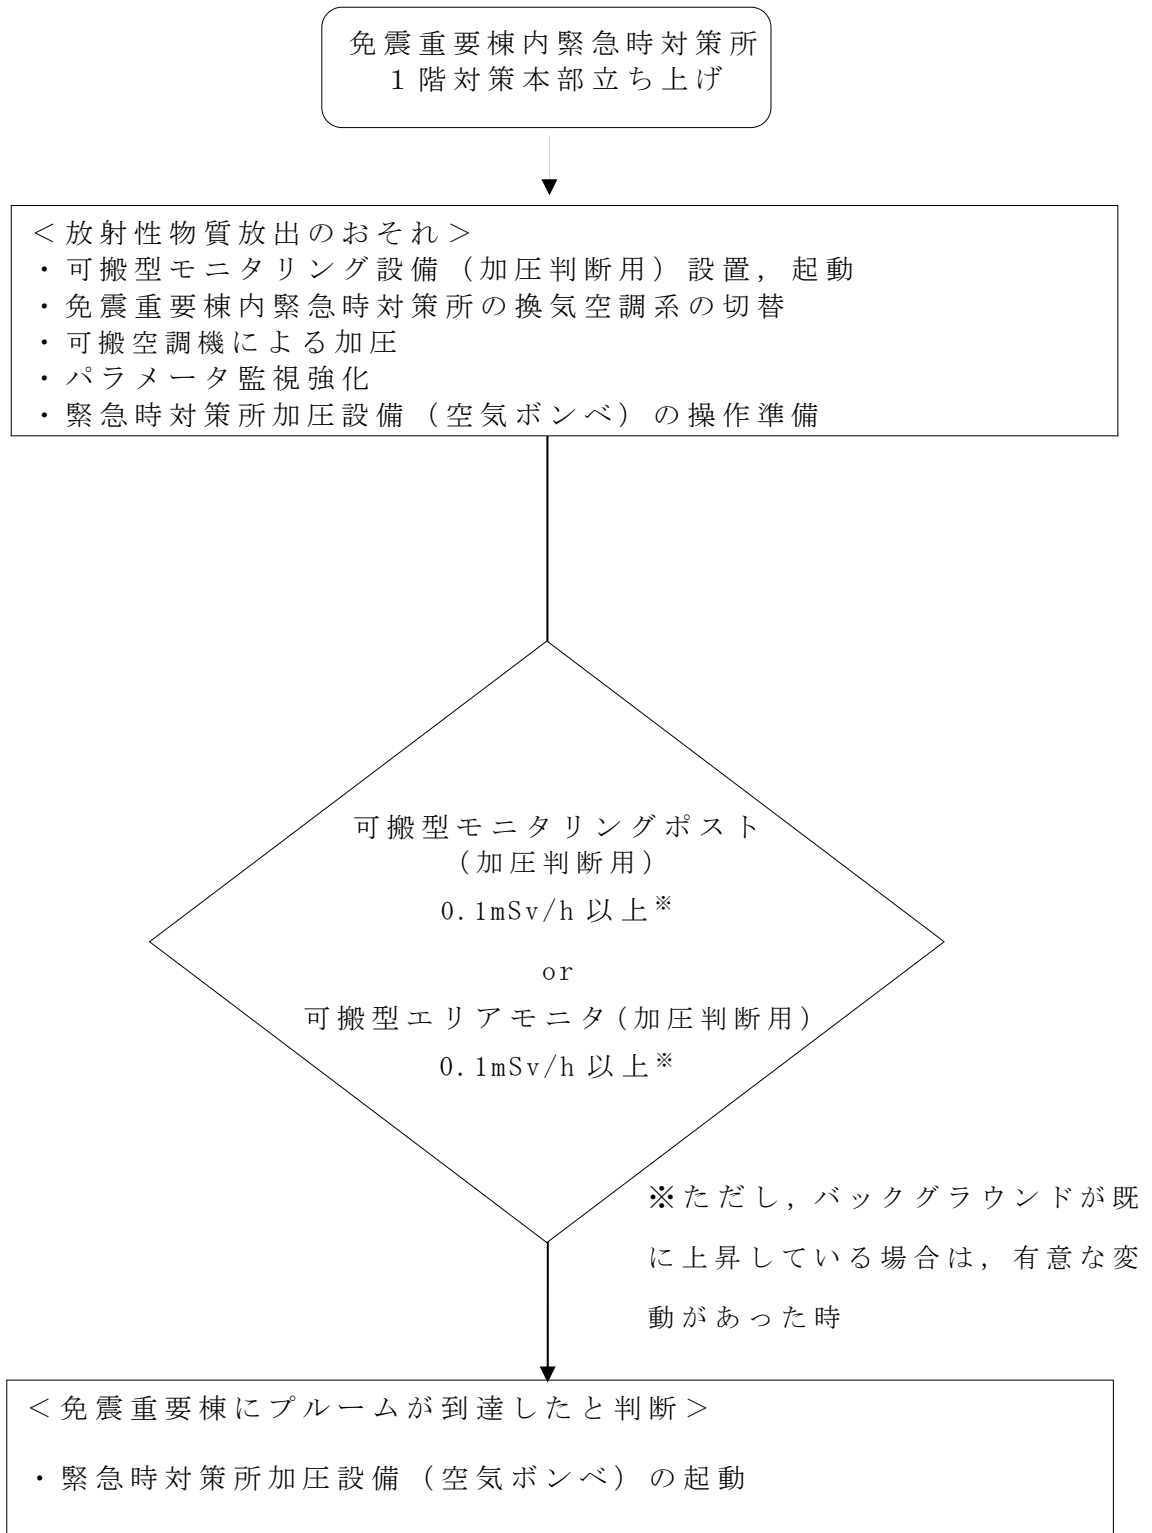 免震重要棟内緊急時対策所
1階対策本部立ち上げ
＜放射性物質放出のおそれ＞
・可搬型モニタリング設備（加圧判断用）設置，起動
・免震重要棟内緊急時対策所の換気空調系の切替
・可搬空調機による加圧
・パラメータ監視強化
・緊急時対策所加圧設備（空気ボンベ）の操作準備
可搬型モニタリングポスト
(加圧判断用)
0.1mSv/h 以上※
or
可搬型エリアモニタ(加圧判断用)
0.1mSv/h 以上※
※ただし，バックグラウンドが既
に上昇している場合は，有意な変
動があった時
＜免震重要棟にプルームが到達したと判断＞
・緊急時対策所加圧設備（空気ボンベ）の起動